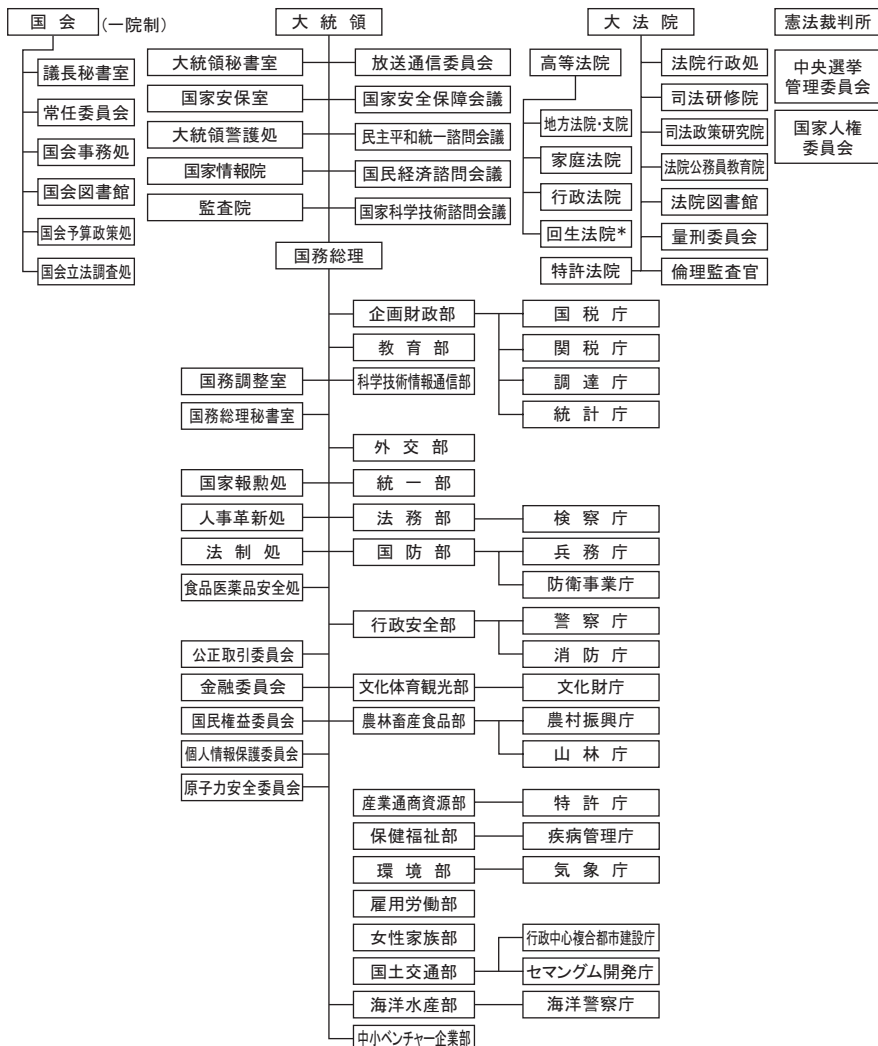 国会 (一院制)
大統領
大法院
憲法裁判所
議長秘書室
常任委員会
国会事務処
国会図書館
国会予算政策処
国会立法調査処
大統領秘書室
国家安保室
大統領警護処
国家情報院
監査院
放送通信委員会
国家安全保障会議
民主平和統一諮問会議
国民経済諮問会議
国家科学技術諮問会議
高等法院
地方法院・支院
家庭法院
行政法院
回生法院*
特許法院
法院行政処
司法研修院
司法政策研究院
法院公務員教育院
法院図書館
量刑委員会
倫理監査官
中央選挙
管理委員会
国家人権
委員会
国務総理
国務調整室
国務総理秘書室
国家報勲処
人事革新処
法制処
食品医薬品安全処
公正取引委員会
金融委員会
国民権益委員会
個人情報保護委員会
原子力安全委員会
企画財政部
国税庁
関税庁
調達庁
統計庁
教育部
科学技術情報通信部
外交部
統一部
法務部
検察庁
国防部
兵務庁
防衛事業庁
行政安全部
警察庁
消防庁
文化体育観光部
文化財庁
農林畜産食品部
農村振興庁
山林庁
産業通商資源部
特許庁
保健福祉部
疾病管理庁
環境部
気象庁
雇用労働部
女性家族部
国土交通部
行政中心複合都市建設庁
セマングム開発庁
海洋水産部
海洋警察庁
中小ベンチャー企業部